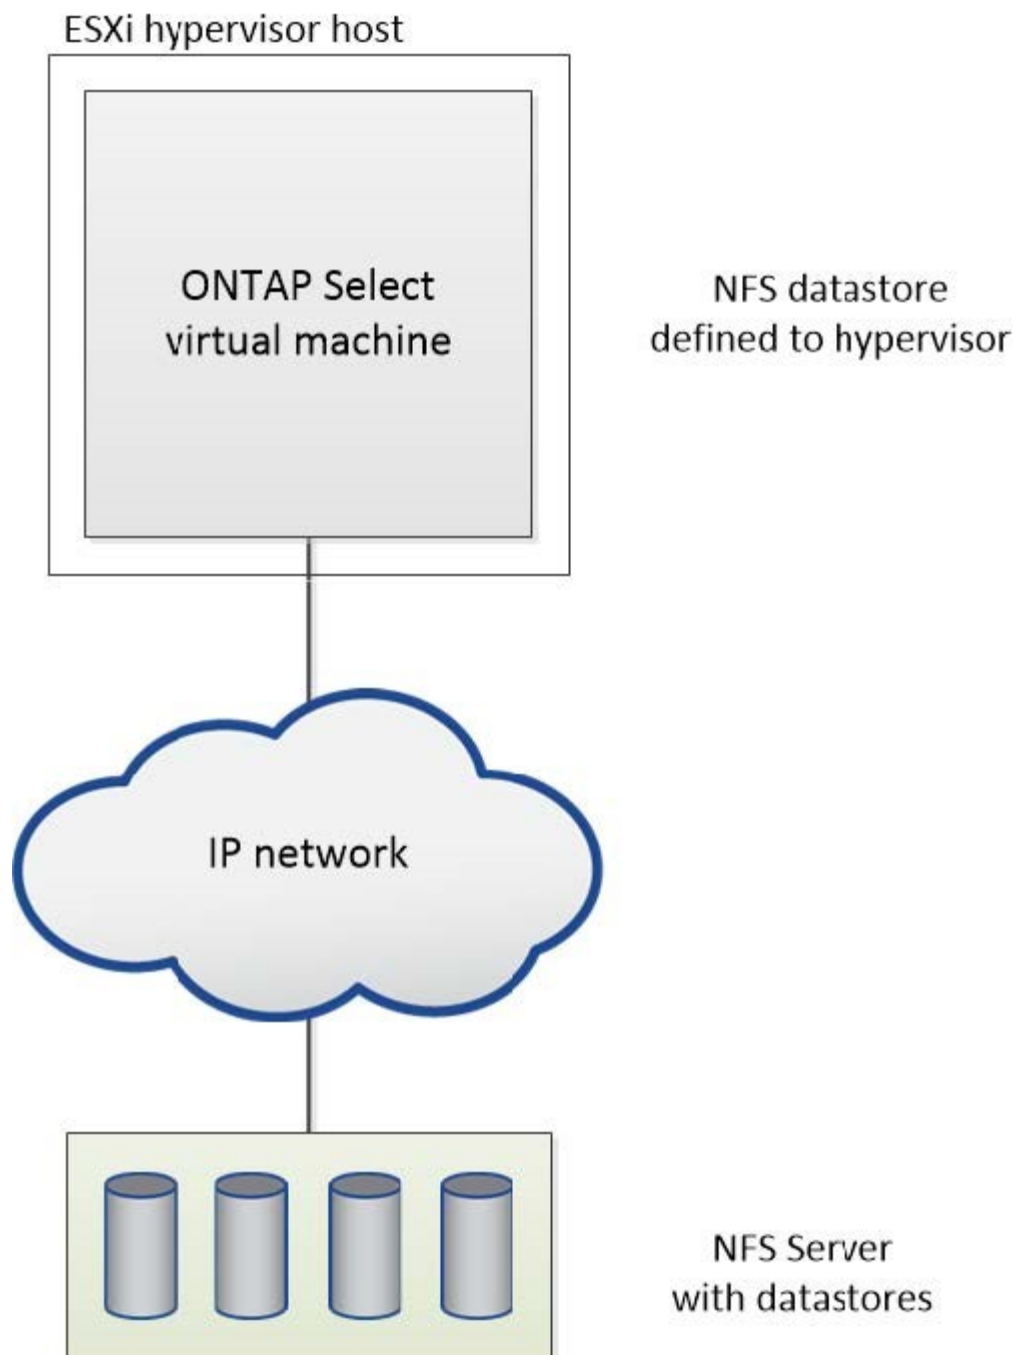 ESXi hypervisor host
ONTAP Select
virtual machine
NFS datastore
defined to hypervisor
IP network
NFS Server
with datastores